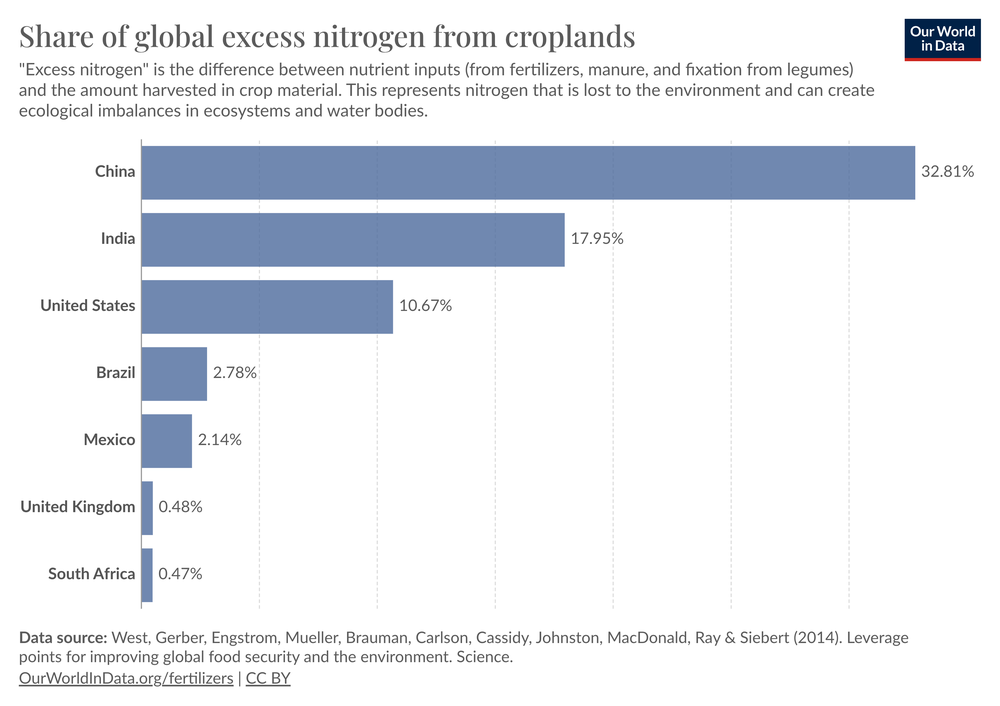 Share of global excess nitrogen from croplands
Our World
in Data
"Excess nitrogen" is the difference between nutrient inputs (from fertilizers, manure, and fixation from legumes)
and the amount harvested in crop material. This represents nitrogen that is lost to the environment and can create
ecological imbalances in ecosystems and water bodies.
China 32.81%
India 17.95%
United States 10.67%
Brazil 2.78%
Mexico 2.14%
United Kingdom 0.48%
South Africa 0.47%
Data source: West, Gerber, Engstrom, Mueller, Brauman, Carlson, Cassidy, Johnston, MacDonald, Ray & Siebert (2014). Leverage
points for improving global food security and the environment. Science.
OurWorldInData.org/fertilizers | CC BY